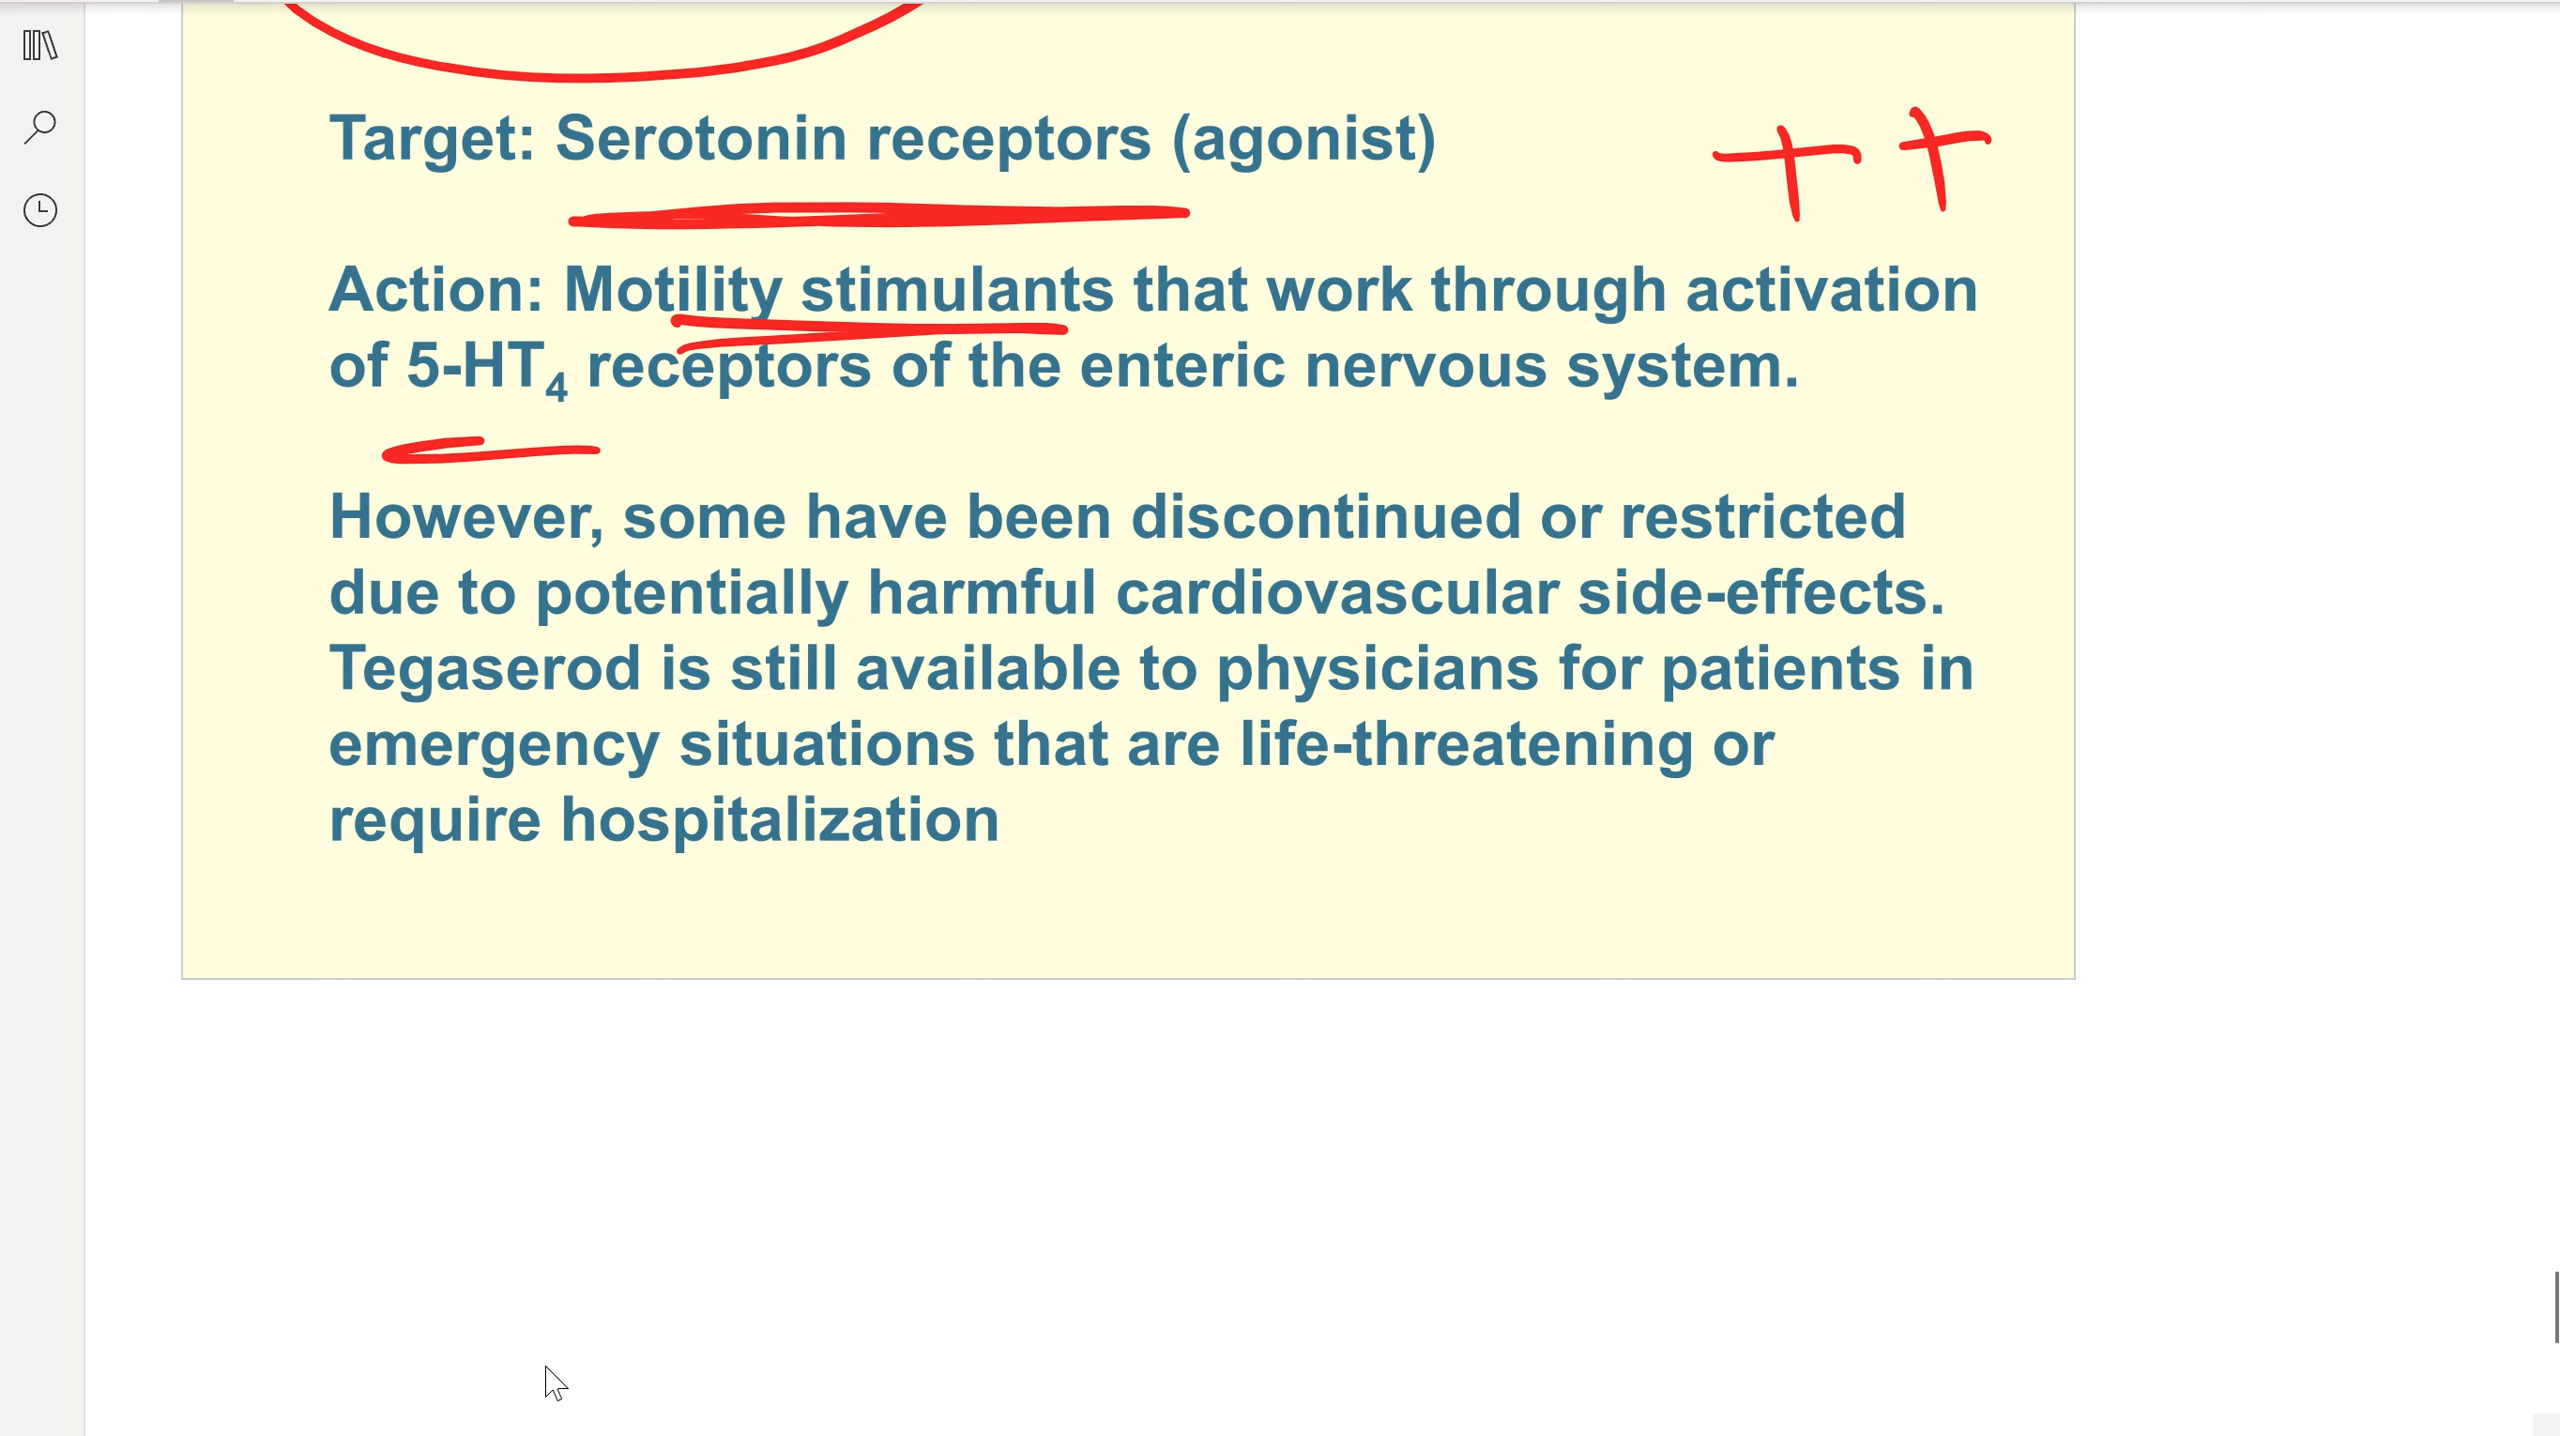 Target: Serotonin receptors (agonist)
++
Action: Motility stimulants that work through activation
of 5-HT₄ receptors of the enteric nervous system.
However, some have been discontinued or restricted
due to potentially harmful cardiovascular side-effects.
Tegaserod is still available to physicians for patients in
emergency situations that are life-threatening or
require hospitalization